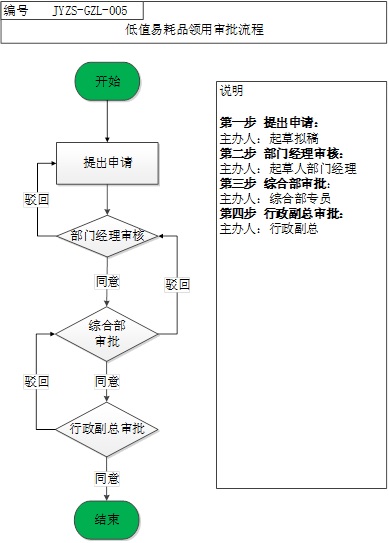 编号 JYZS-GZL-005
低值易耗品领用审批流程
开始
提出申请
驳回
部门经理审核
同意
驳回
综合部
审批
驳回
同意
行政副总审批
同意
结束
说明
第一步 提出申请:
主办人: 起草拟稿
第二步 部门经理审核:
主办人: 起草人部门经理
第三步 综合部审批:
主办人: 综合部专员
第四步 行政副总审批:
主办人: 行政副总